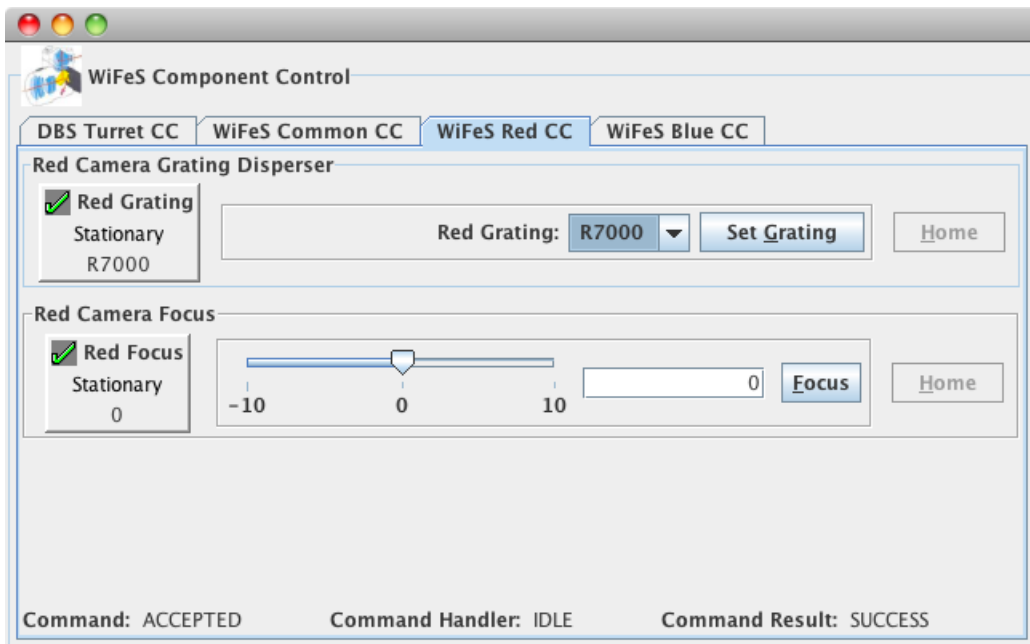 WiFeS Component Control
DBS Turret CC WiFeS Common CC WiFeS Red CC WiFeS Blue CC
Red Camera Grating Disperser
Red Grating
Stationary
R7000
Red Grating: R7000 Set Grating Home
Red Camera Focus
Red Focus
Stationary
0
-10 0 10
0 Focus Home
Command: ACCEPTED Command Handler: IDLE Command Result: SUCCESS